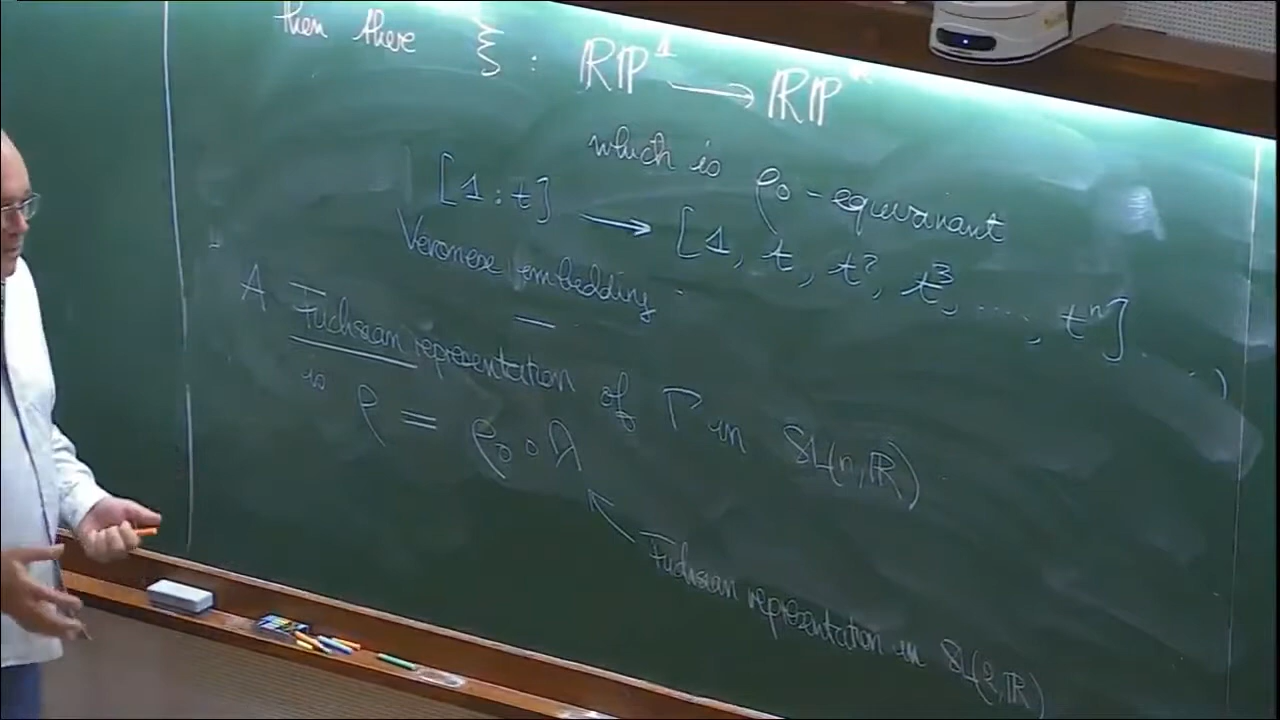 then there ξ : ℝP¹ ⟶ ℝP
which is ρ₀-equivariant
[1 : t] ⟶ [1, t, t², t³, ..., tⁿ]
Veronese embedding.
A Fuchsian representation of Γ in SL(n,ℝ)
is ρ = ρ₀ ∘ λ
Fuchsian representation in SL(2,ℝ)